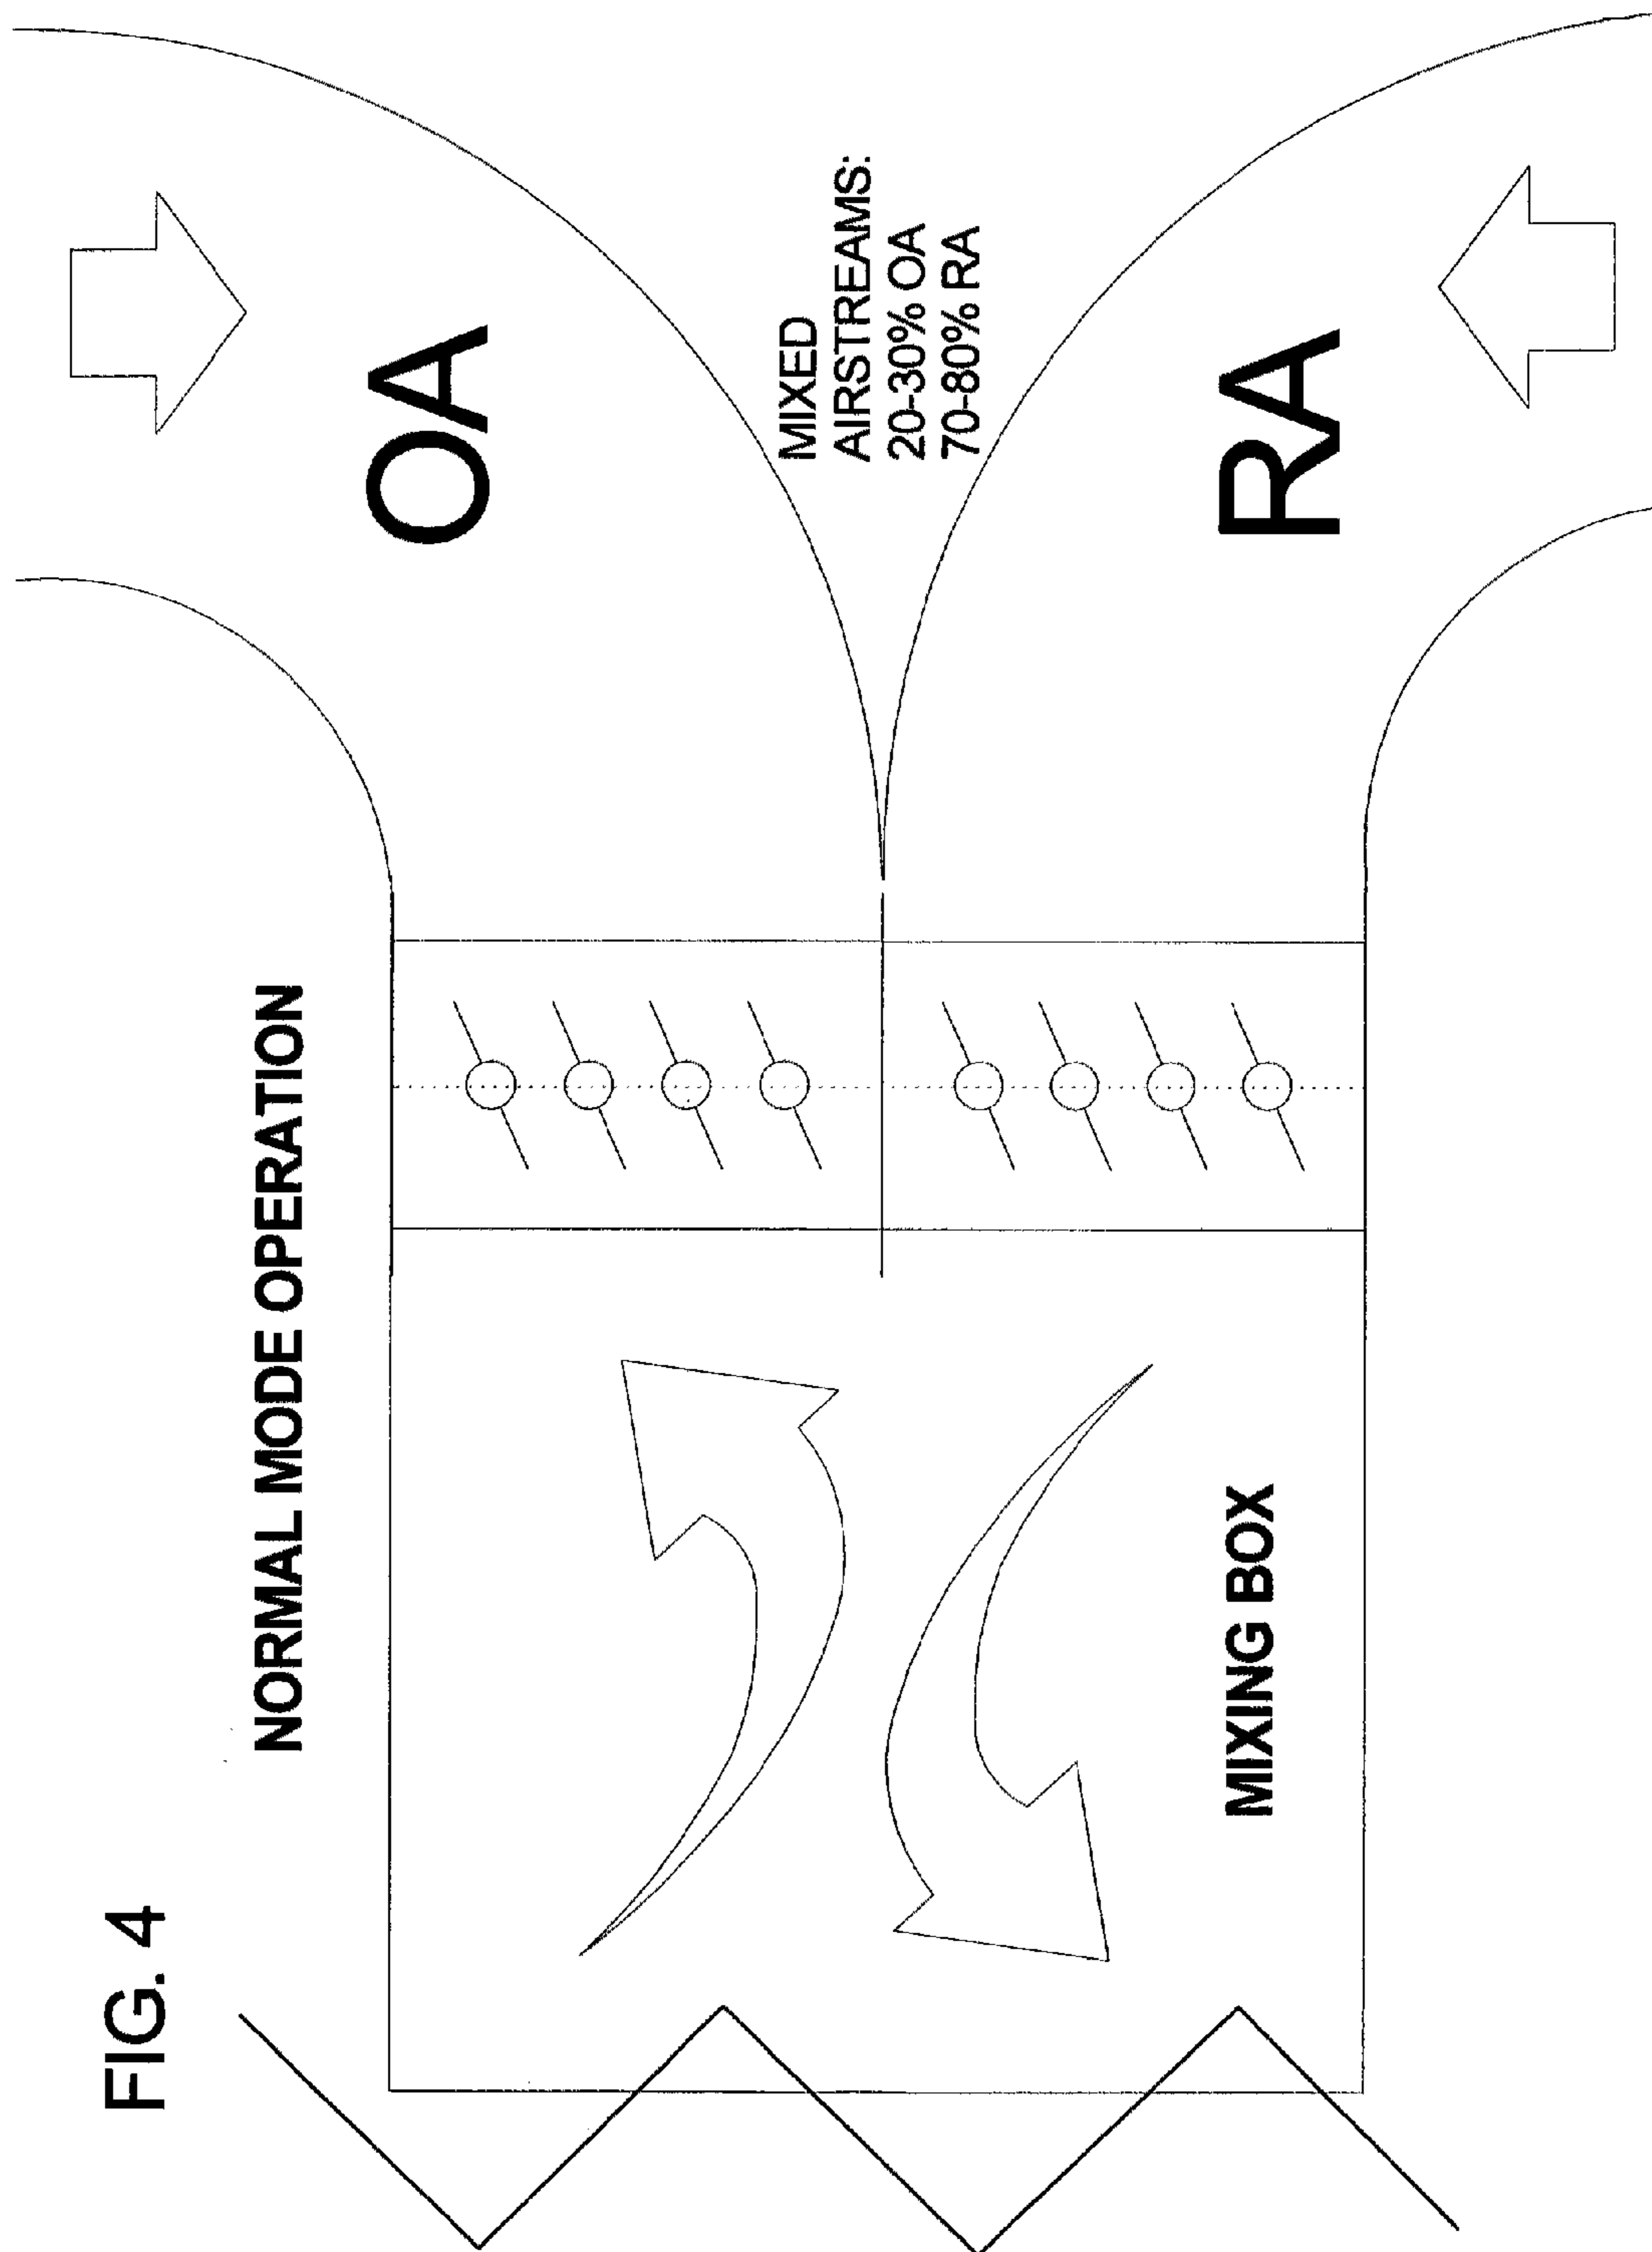 FIG. 4
NORMAL MODE OPERATION
OA
MIXED
AIRSTREAMS:
20-30% OA
70-80% RA
MIXING BOX
RA